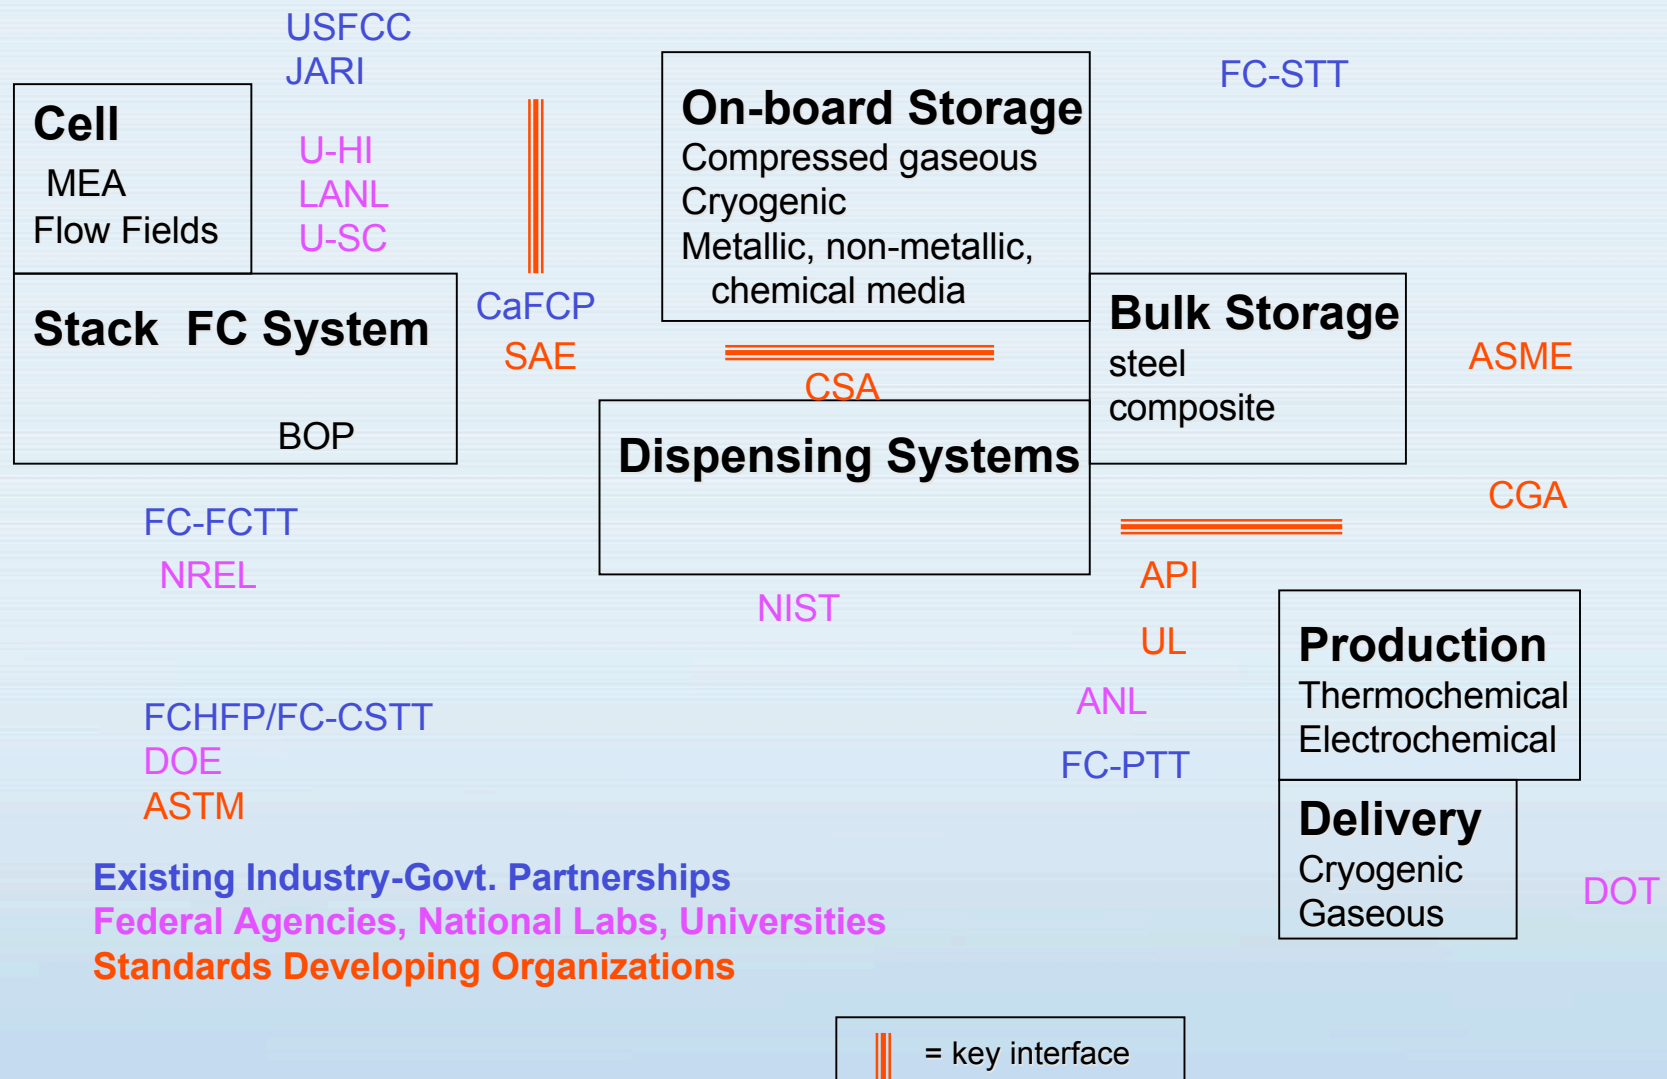 USFCC
JARI
FC-STT
Cell
MEA
Flow Fields
U-HI
LANL
U-SC
On-board Storage
Compressed gaseous
Cryogenic
Metallic, non-metallic,
chemical media
Stack FC System
BOP
CaFCP
SAE
CSA
Bulk Storage
steel
composite
ASME
Dispensing Systems
CGA
FC-FCTT
NREL
NIST
API
UL
ANL
FC-PTT
Production
Thermochemical
Electrochemical
FCHFP/FC-CSTT
DOE
ASTM
Delivery
Cryogenic
Gaseous
DOT
Existing Industry-Govt. Partnerships
Federal Agencies, National Labs, Universities
Standards Developing Organizations
= key interface